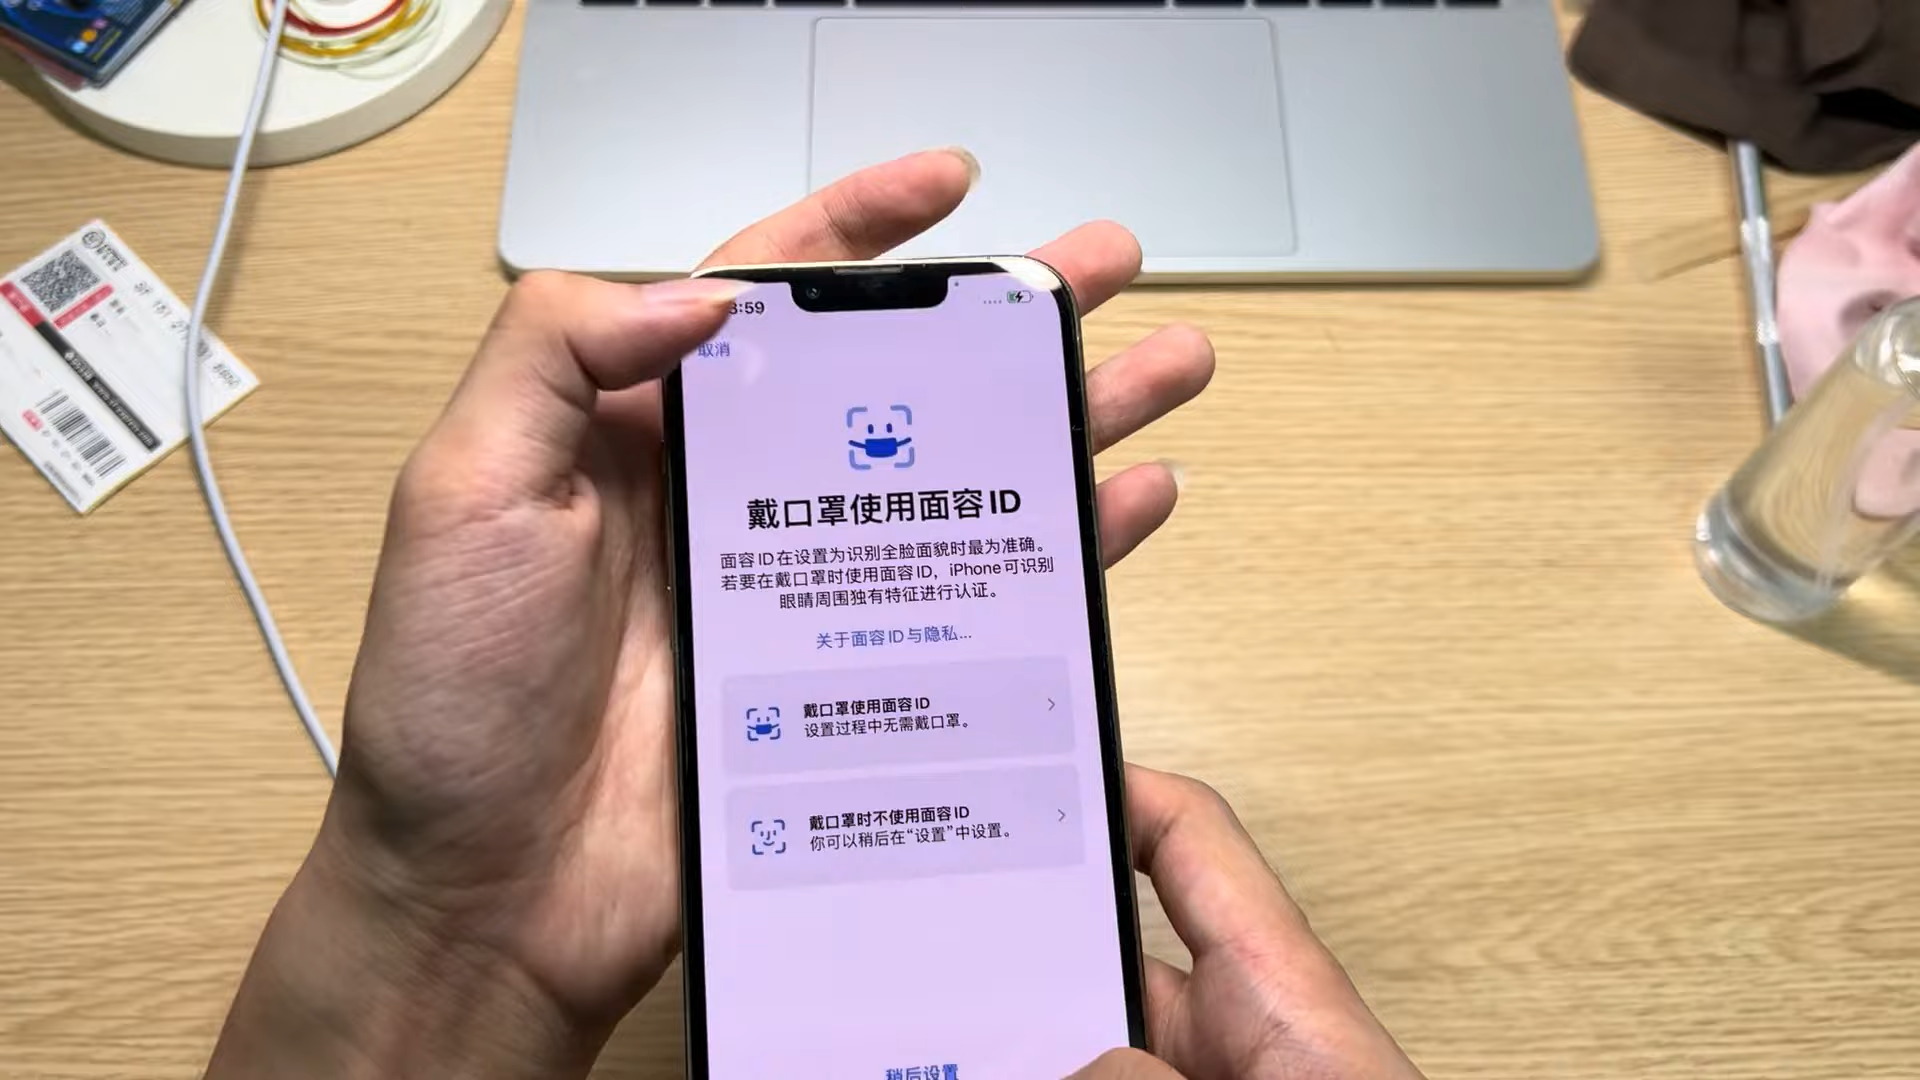 3:59
取消
戴口罩使用面容ID
面容ID在设置为识别全脸面貌时最为准确。
若要在戴口罩时使用面容ID，iPhone可识别
眼睛周围独有特征进行认证。
关于面容ID与隐私...
戴口罩使用面容ID
设置过程中无需戴口罩。
戴口罩时不使用面容ID
你可以稍后在“设置”中设置。
稍后设置